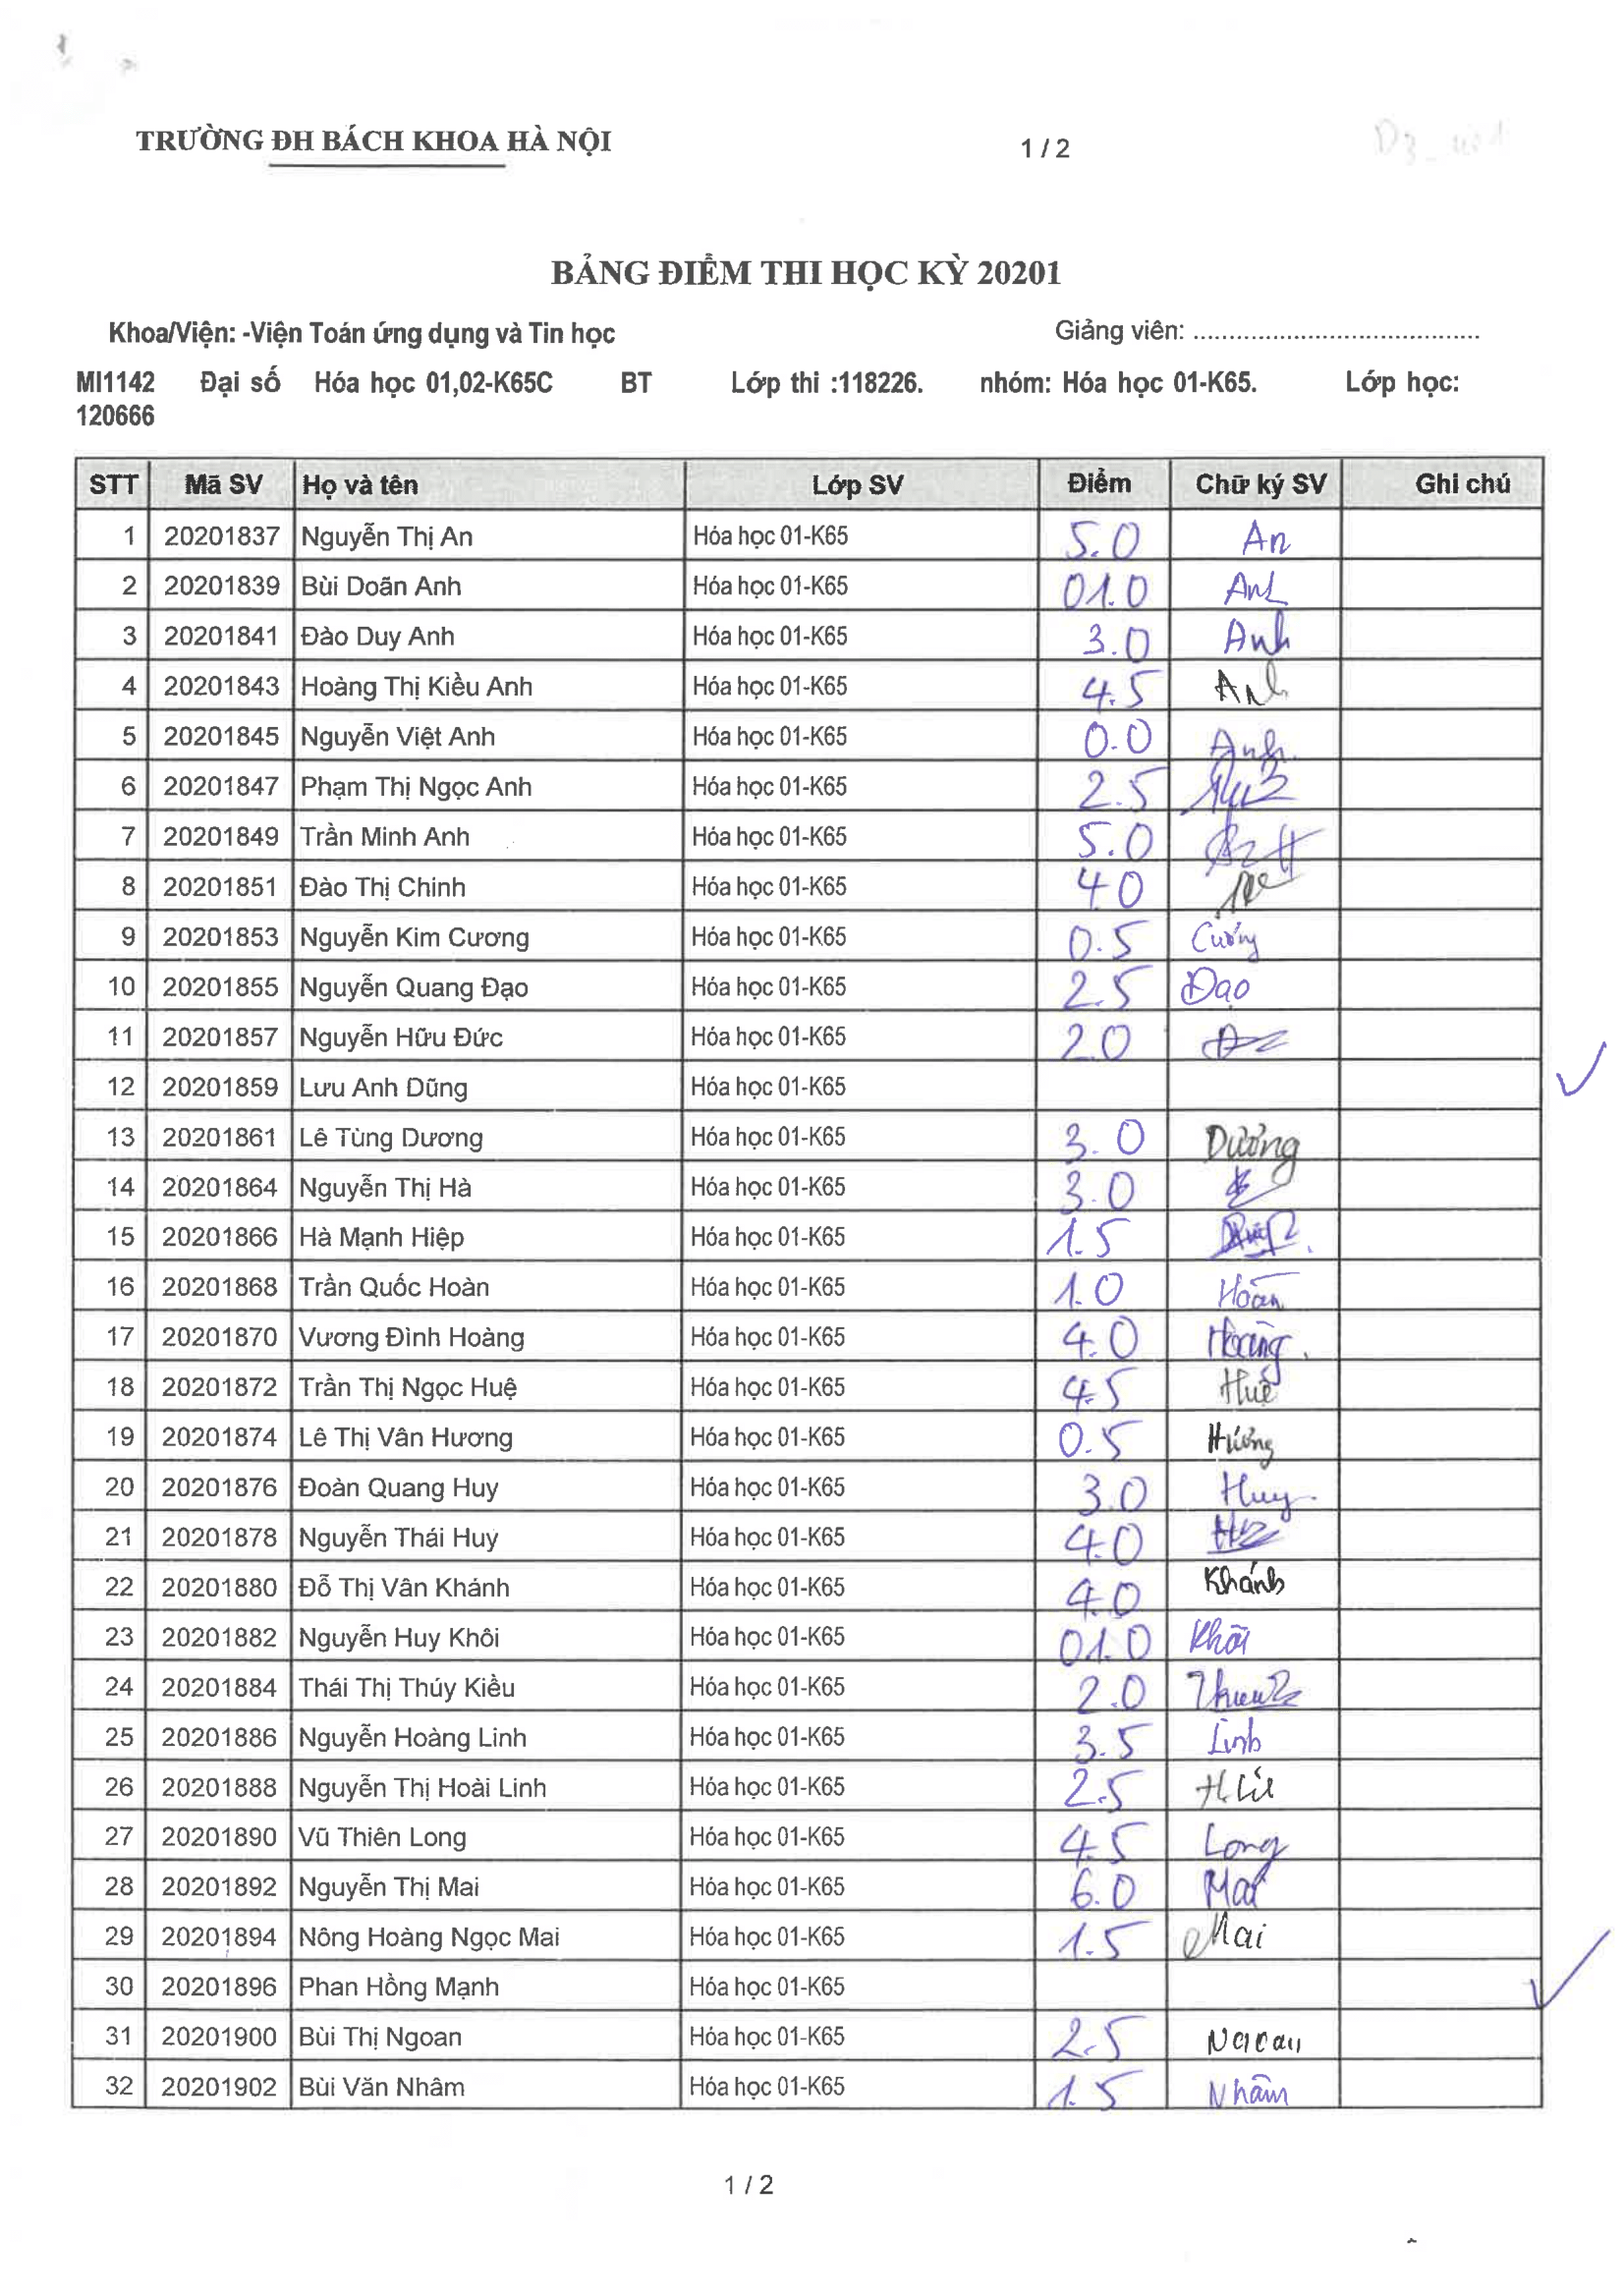 TRƯỜNG ĐH BÁCH KHOA HÀ NỘI 1 / 2
BẢNG ĐIỂM THI HỌC KỲ 20201
Khoa/Viện: -Viện Toán ứng dụng và Tin học Giảng viên: ........................................
MI1142 Đại số Hóa học 01,02-K65C BT Lớp thi :118226. nhóm: Hóa học 01-K65. Lớp học:
120666
STT Mã SV Họ và tên Lớp SV Điểm Chữ ký SV Ghi chú
1 20201837 Nguyễn Thị An Hóa học 01-K65 5.0 An
2 20201839 Bùi Doãn Anh Hóa học 01-K65 01.0 Anh
3 20201841 Đào Duy Anh Hóa học 01-K65 3.0 Anh
4 20201843 Hoàng Thị Kiều Anh Hóa học 01-K65 4.5 Anh
5 20201845 Nguyễn Việt Anh Hóa học 01-K65 0.0 Anh.
6 20201847 Phạm Thị Ngọc Anh Hóa học 01-K65 2.5
7 20201849 Trần Minh Anh Hóa học 01-K65 5.0
8 20201851 Đào Thị Chinh Hóa học 01-K65 4.0
9 20201853 Nguyễn Kim Cương Hóa học 01-K65 0.5 Cương
10 20201855 Nguyễn Quang Đạo Hóa học 01-K65 2.5 Đạo
11 20201857 Nguyễn Hữu Đức Hóa học 01-K65 2.0
12 20201859 Lưu Anh Dũng Hóa học 01-K65
13 20201861 Lê Tùng Dương Hóa học 01-K65 3.0 Dương
14 20201864 Nguyễn Thị Hà Hóa học 01-K65 3.0
15 20201866 Hà Mạnh Hiệp Hóa học 01-K65 1.5
16 20201868 Trần Quốc Hoàn Hóa học 01-K65 1.0 Hoàn
17 20201870 Vương Đình Hoàng Hóa học 01-K65 4.0 Hoàng
18 20201872 Trần Thị Ngọc Huệ Hóa học 01-K65 4.5 Huệ
19 20201874 Lê Thị Vân Hương Hóa học 01-K65 0.5 Hương
20 20201876 Đoàn Quang Huy Hóa học 01-K65 3.0 Huy
21 20201878 Nguyễn Thái Huy Hóa học 01-K65 4.0
22 20201880 Đỗ Thị Vân Khánh Hóa học 01-K65 4.0 Khánh
23 20201882 Nguyễn Huy Khôi Hóa học 01-K65 01.0 Khôi
24 20201884 Thái Thị Thúy Kiều Hóa học 01-K65 2.0
25 20201886 Nguyễn Hoàng Linh Hóa học 01-K65 3.5 Linh
26 20201888 Nguyễn Thị Hoài Linh Hóa học 01-K65 2.5
27 20201890 Vũ Thiên Long Hóa học 01-K65 4.5 Long
28 20201892 Nguyễn Thị Mai Hóa học 01-K65 6.0 Mai
29 20201894 Nông Hoàng Ngọc Mai Hóa học 01-K65 1.5 Mai
30 20201896 Phan Hồng Mạnh Hóa học 01-K65
31 20201900 Bùi Thị Ngoan Hóa học 01-K65 2.5 Ngoan
32 20201902 Bùi Văn Nhâm Hóa học 01-K65 1.5 Nhâm
1 / 2